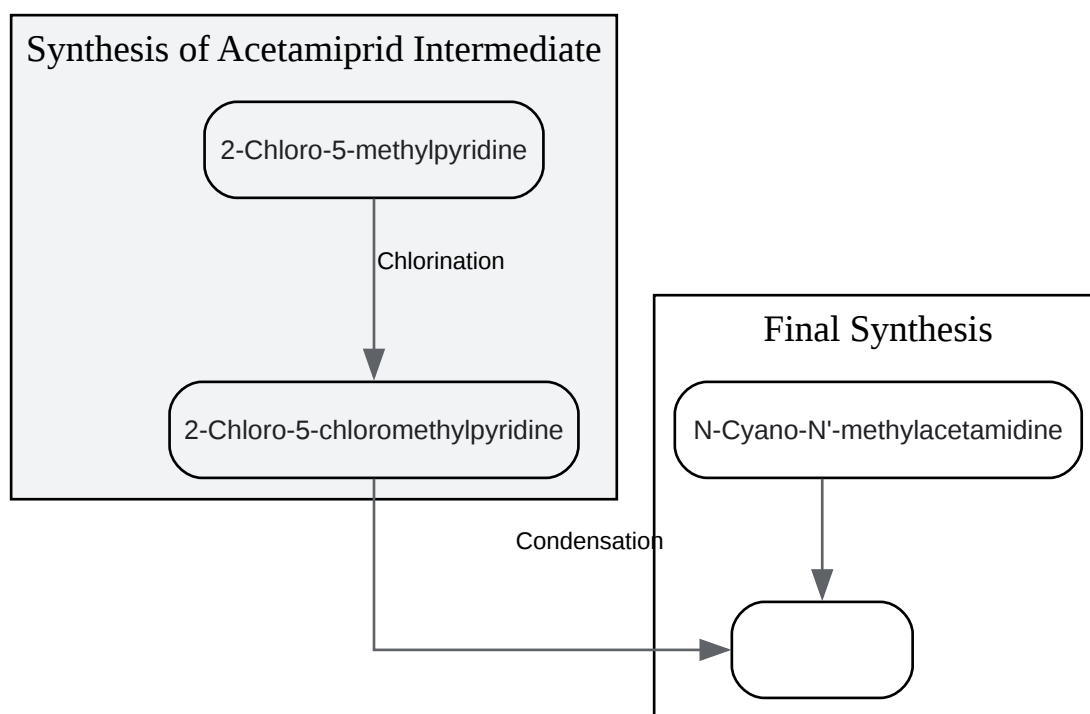 Synthesis of Acetamiprid Intermediate
2-Chloro-5-methylpyridine
Chlorination
Final Synthesis
2-Chloro-5-chloromethylpyridine
N-Cyano-N'-methylacetamidine
Condensation